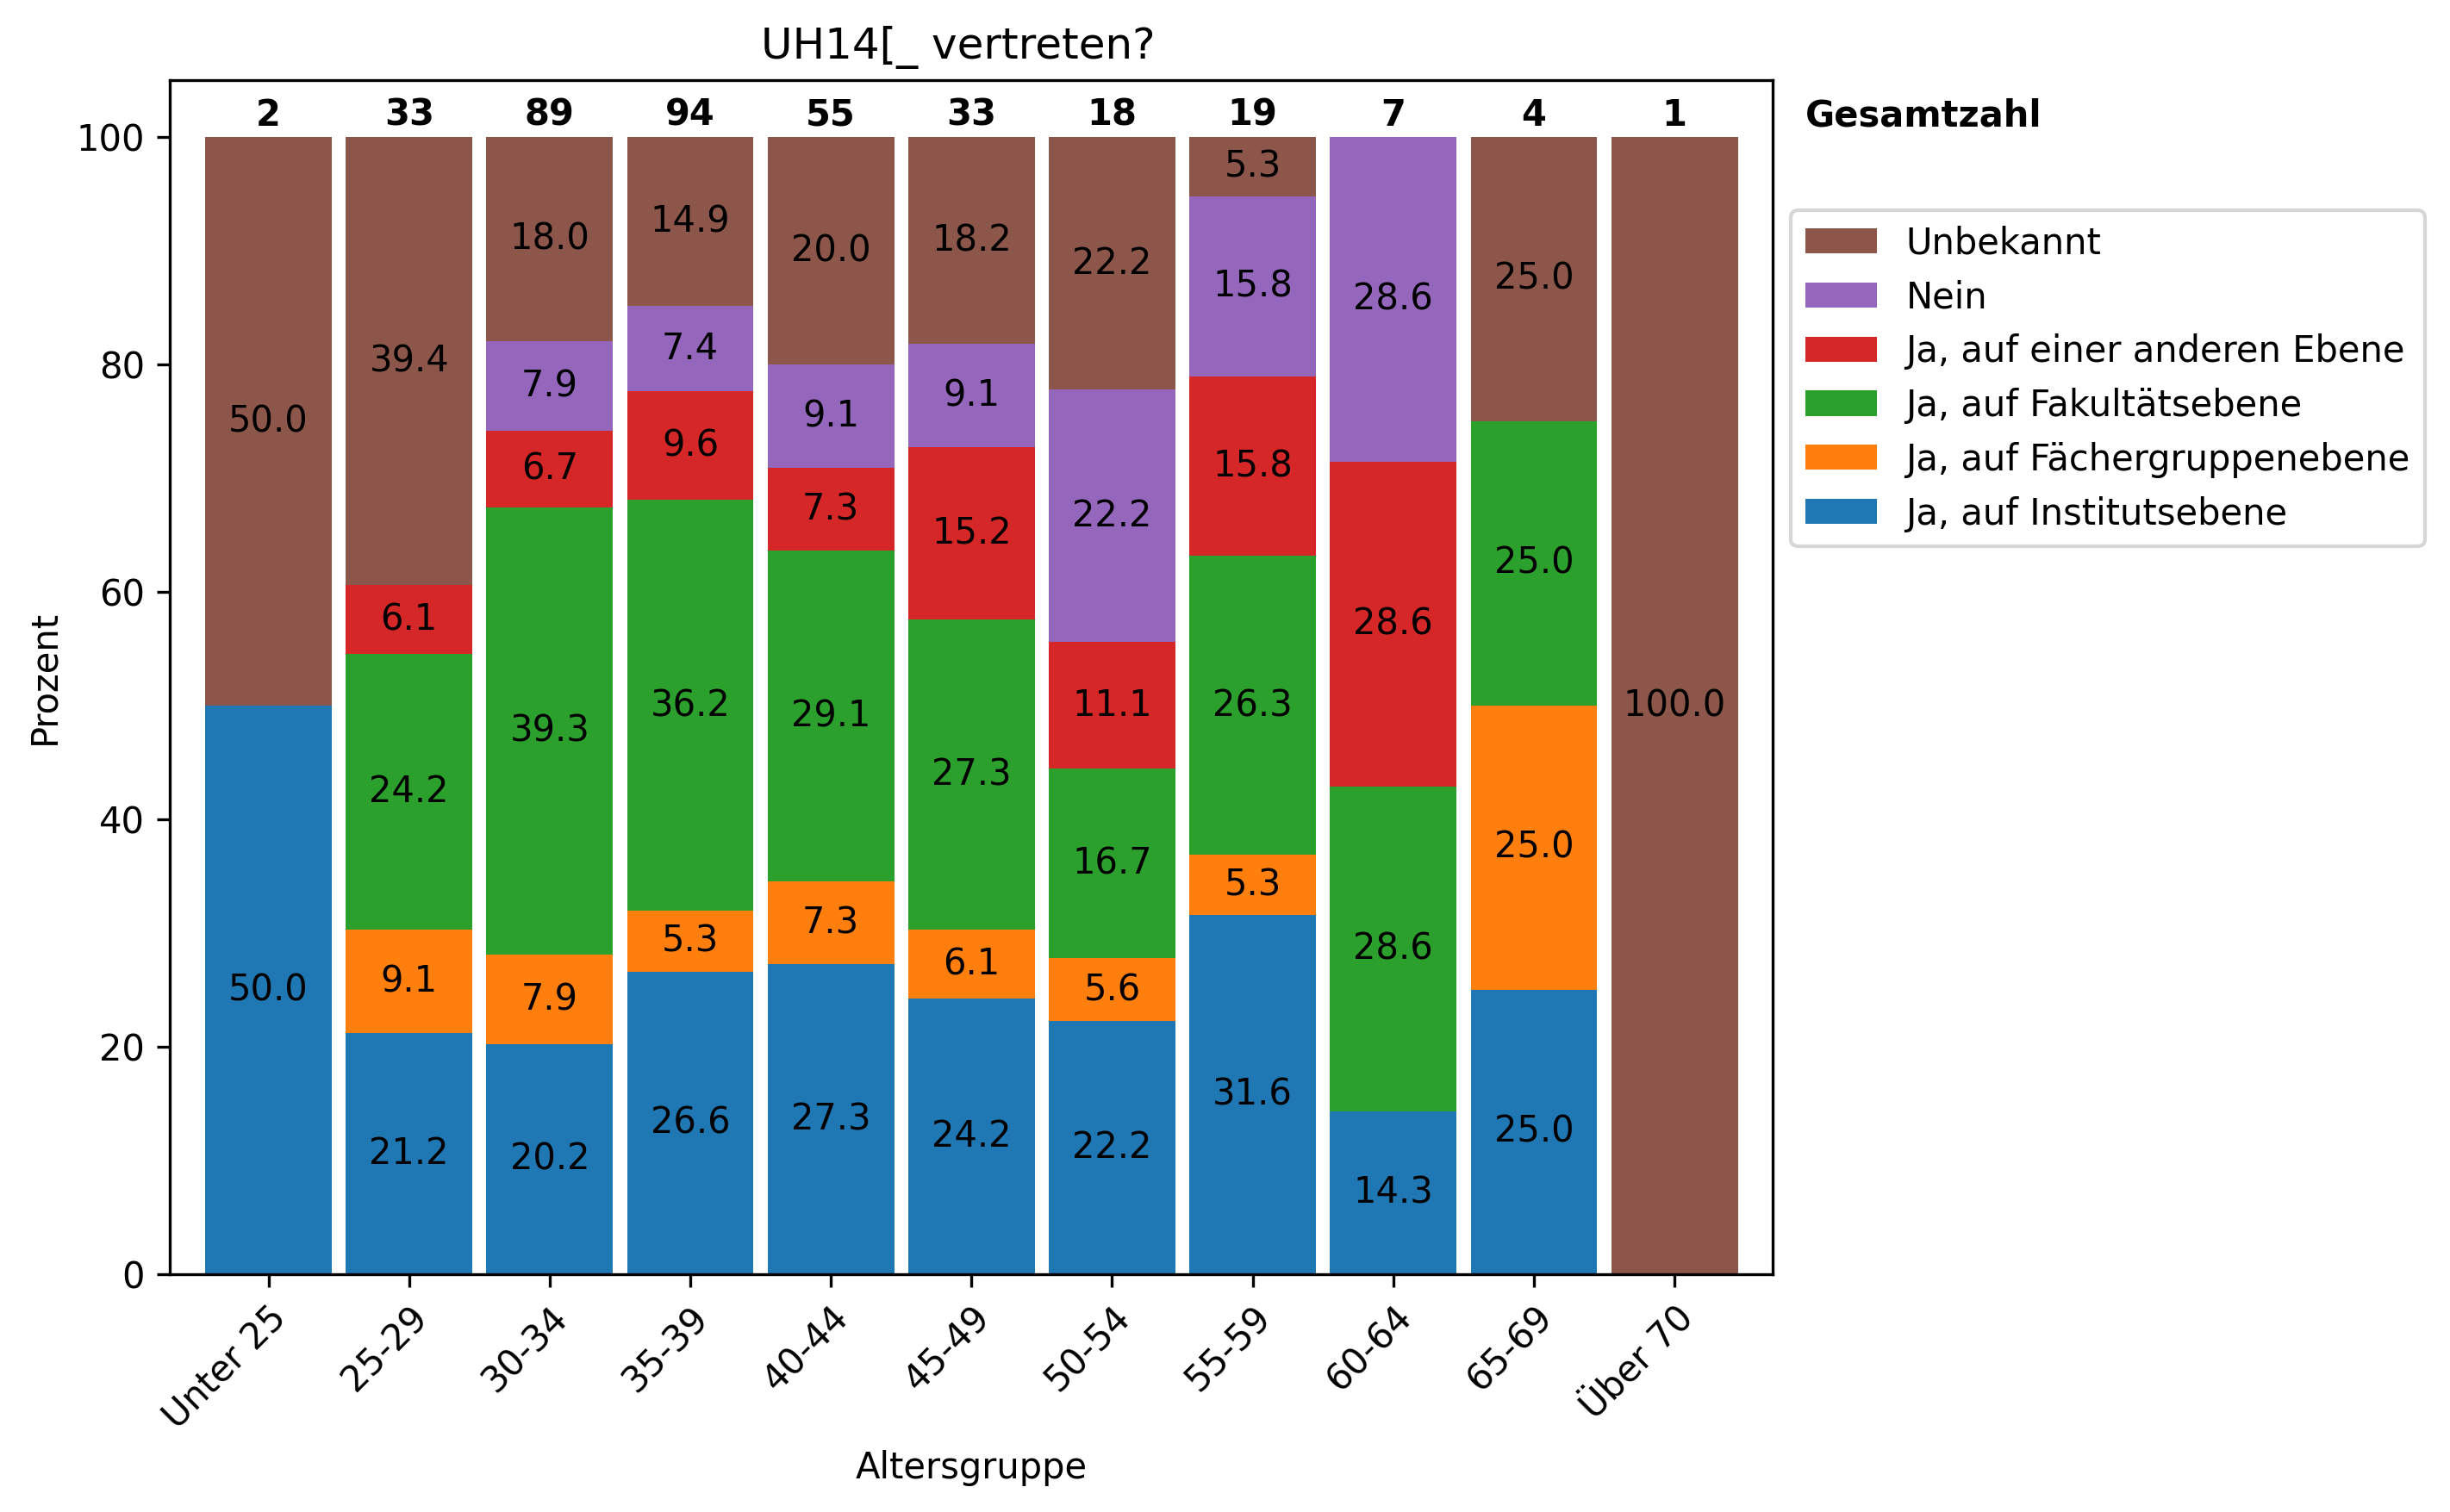 UH14[_ vertreten?
2 33 89 94 55 33 18 19 7 4 1 Gesamtzahl
Prozent
100
80
60
40
20
0
50.0 50.0
21.2 9.1 24.2 6.1 39.4
20.2 7.9 39.3 6.7 7.9 18.0
26.6 5.3 36.2 9.6 7.4 14.9
27.3 7.3 29.1 7.3 9.1 20.0
24.2 6.1 27.3 15.2 9.1 18.2
22.2 5.6 16.7 11.1 22.2 22.2
31.6 5.3 26.3 15.8 15.8 5.3
14.3 28.6 28.6 28.6
25.0 25.0 25.0 25.0
100.0
Unter 25 25-29 30-34 35-39 40-44 45-49 50-54 55-59 60-64 65-69 Über 70
Altersgruppe
Unbekannt
Nein
Ja, auf einer anderen Ebene
Ja, auf Fakultätsebene
Ja, auf Fächergruppenebene
Ja, auf Institutsebene